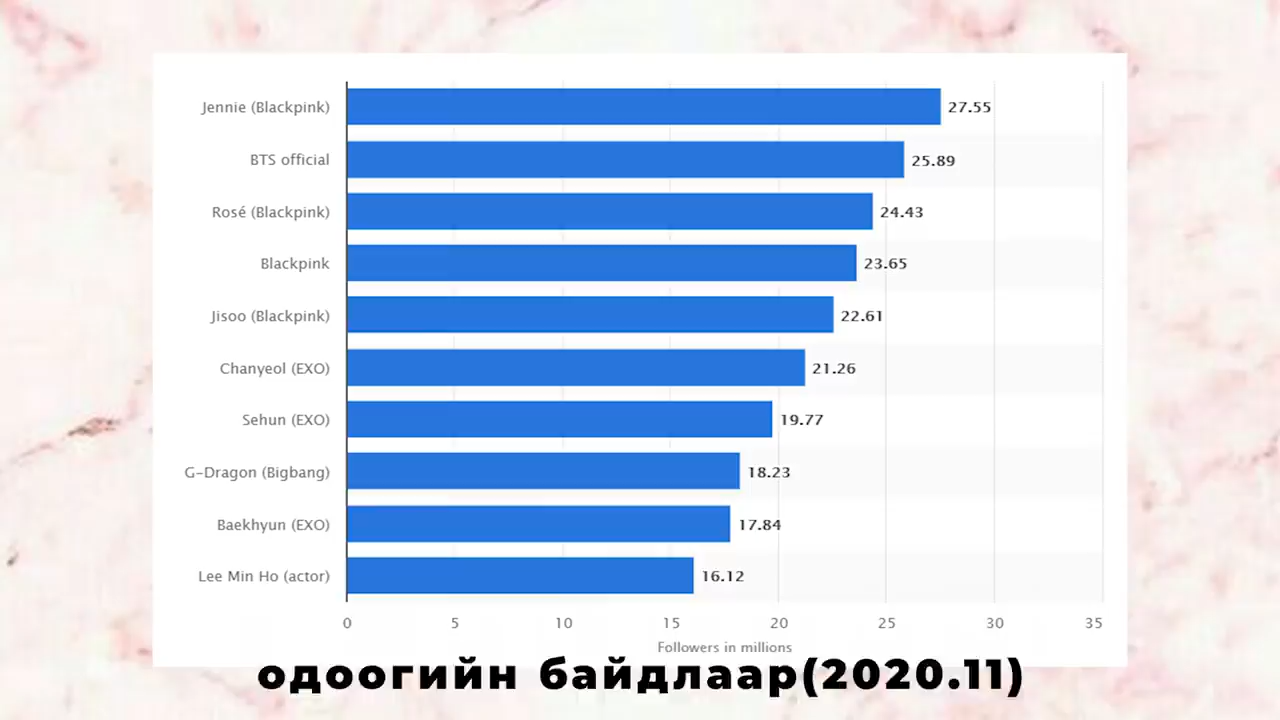 Jennie (Blackpink) 27.55
BTS official 25.89
Rosé (Blackpink) 24.43
Blackpink 23.65
Jisoo (Blackpink) 22.61
Chanyeol (EXO) 21.26
Sehun (EXO) 19.77
G-Dragon (Bigbang) 18.23
Baekhyun (EXO) 17.84
Lee Min Ho (actor) 16.12
0 5 10 15 20 25 30 35
Followers in millions
одоогийн байдлаар(2020.11)